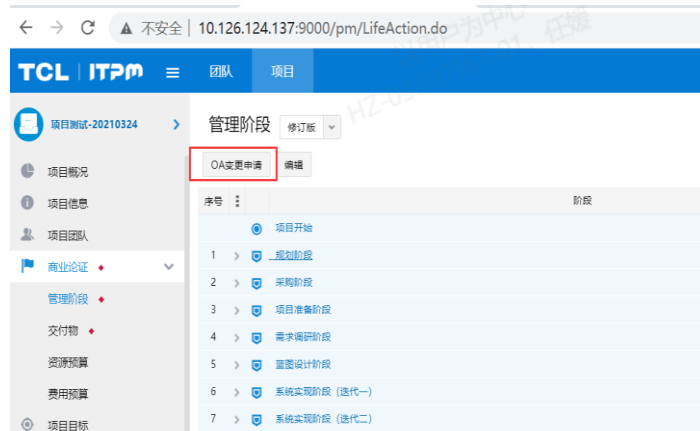 不安全 | 10.126.124.137:9000/pm/LifeAction.do
TCL | ITPM 团队 项目
项目测试-20210324
管理阶段 修订版
OA变更申请 编辑
项目概况
项目信息
项目团队
商业论证
管理阶段
交付物
资源预算
费用预算
项目目标
序号 阶段
项目开始
1 规划阶段
2 采购阶段
3 项目准备阶段
4 需求调研阶段
5 蓝图设计阶段
6 系统实现阶段（迭代一）
7 系统实现阶段（迭代二）